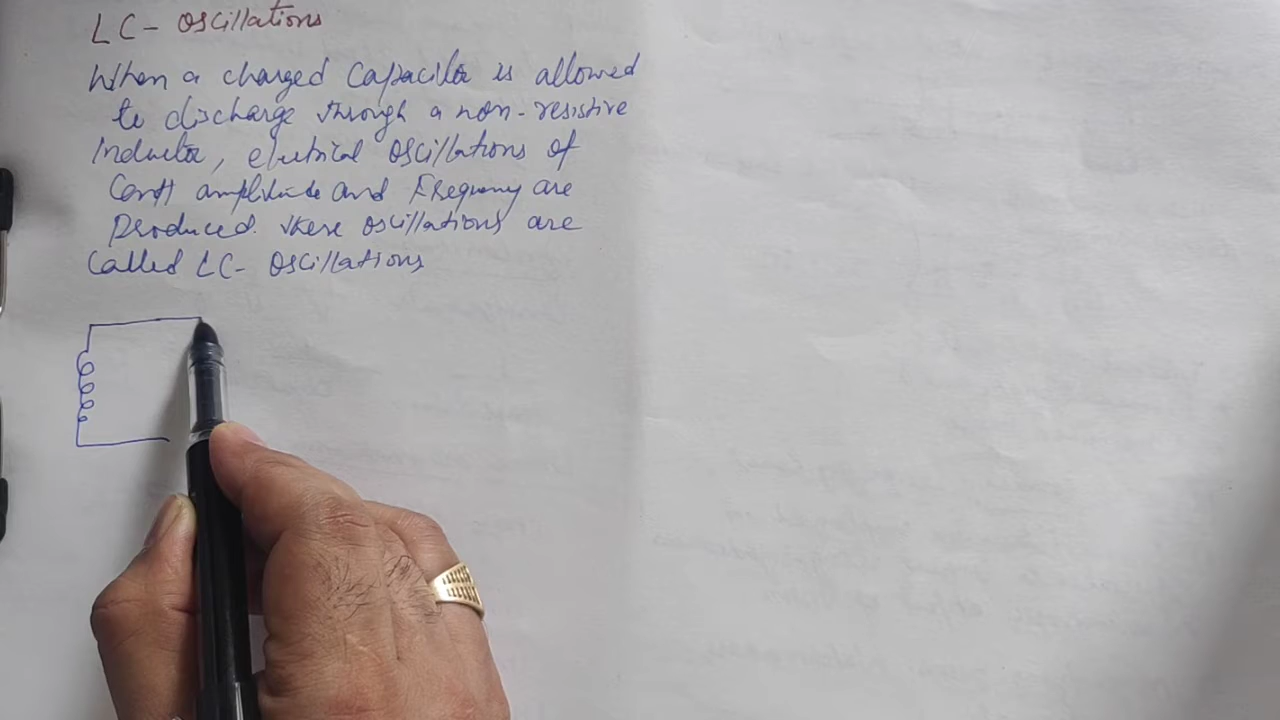 LC - Oscillations
When a charged Capacitor is allowed
to discharge through a non-resistive
Inductor, electrical oscillations of
Const amplitude and Frequency are
Produced. These oscillations are
Called LC- Oscillations